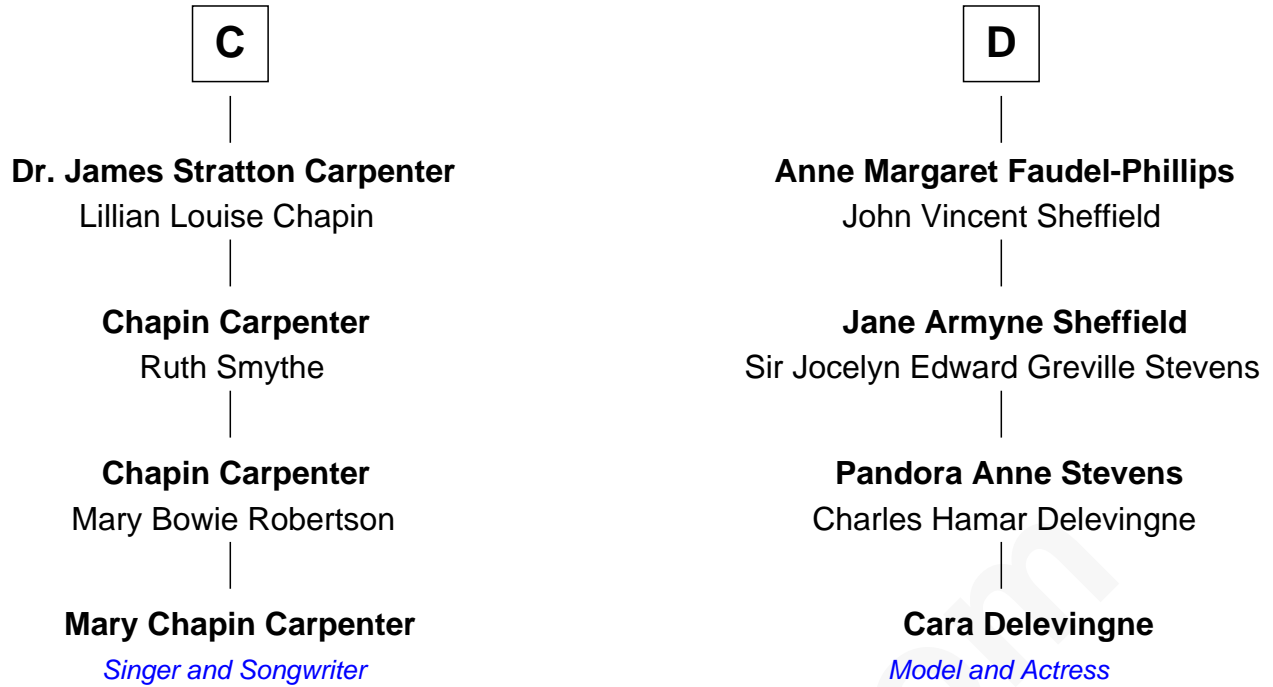 C
Dr. James Stratton Carpenter
Lillian Louise Chapin
Chapin Carpenter
Ruth Smythe
Chapin Carpenter
Mary Bowie Robertson
Mary Chapin Carpenter
Singer and Songwriter
D
Anne Margaret Faudel-Phillips
John Vincent Sheffield
Jane Armyne Sheffield
Sir Jocelyn Edward Greville Stevens
Pandora Anne Stevens
Charles Hamar Delevingne
Cara Delevingne
Model and Actress